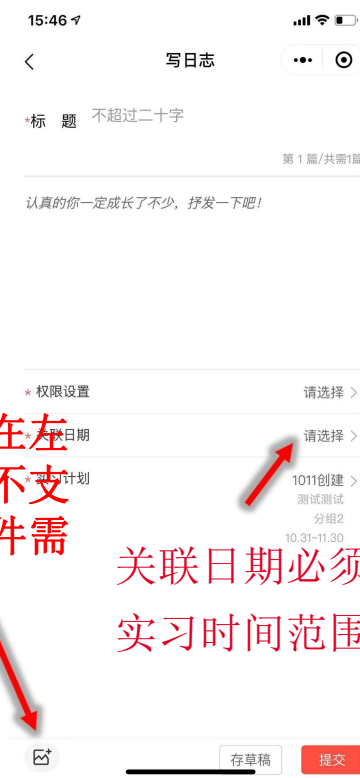 15:46
写日志
*标 题 不超过二十字
第 1 篇/共需1篇
认真的你一定成长了不少，抒发一下吧！
* 权限设置 请选择
* 关联日期 请选择
* 实习计划 1011创建
测试测试
分组2
10.31~11.30
在左
不支
件需
关联日期必须
实习时间范围
存草稿 提交